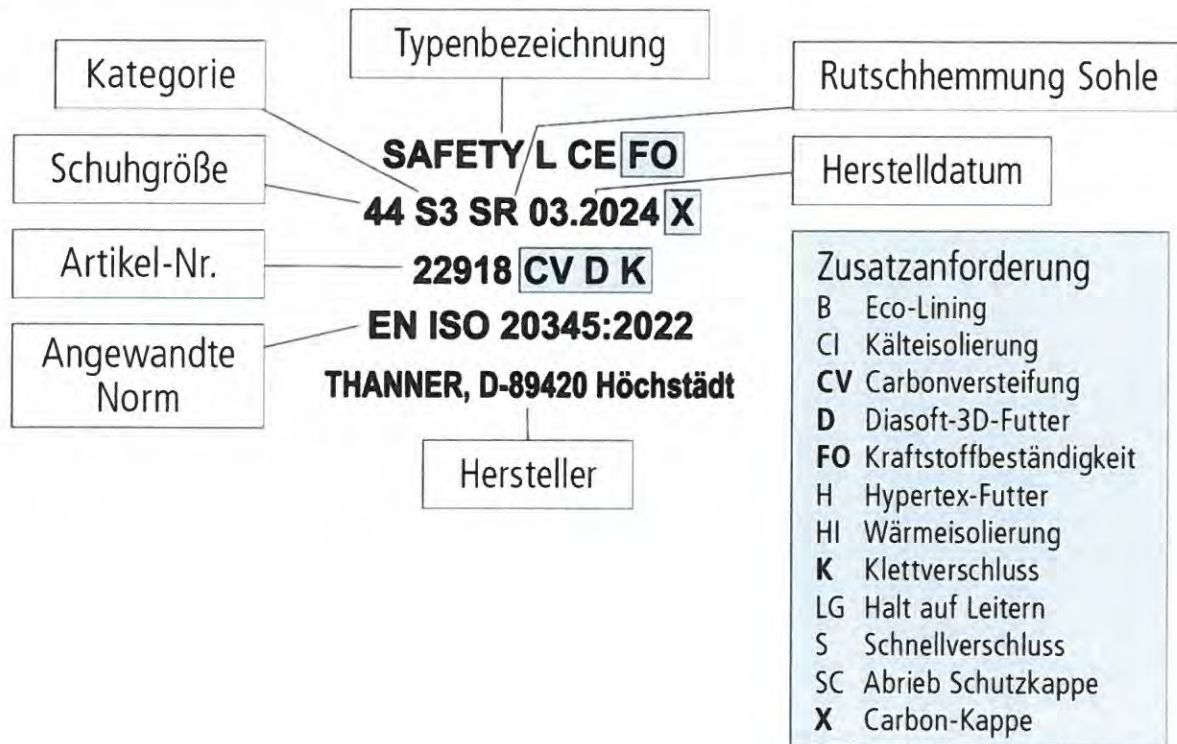 Typenbezeichnung
Kategorie
Rutschhemmung Sohle
SAFETY L CE FO
Schuhgröße
Herstelldatum
44 S3 SR 03.2024 X
Artikel-Nr.
22918 CV D K
EN ISO 20345:2022
Angewandte
Norm
THANNER, D-89420 Höchstädt
Hersteller
Zusatzanforderung
B Eco-Lining
CI Kälteisolierung
CV Carbonversteifung
D Diasoft-3D-Futter
FO Kraftstoffbeständigkeit
H Hypertex-Futter
HI Wärmeisolierung
K Klettverschluss
LG Halt auf Leitern
S Schnellverschluss
SC Abrieb Schutzkappe
X Carbon-Kappe